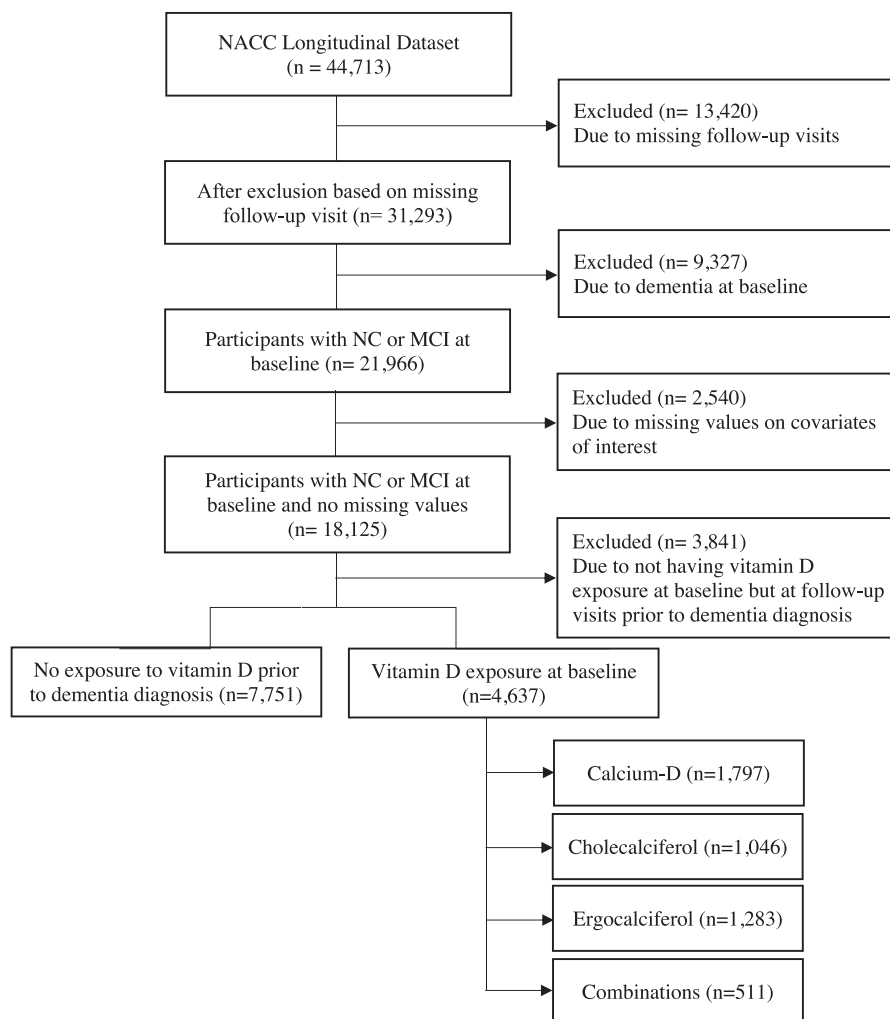 NACC Longitudinal Dataset
(n = 44,713)
Excluded (n= 13,420)
Due to missing follow-up visits
After exclusion based on missing
follow-up visit (n= 31,293)
Excluded (n= 9,327)
Due to dementia at baseline
Participants with NC or MCI at
baseline (n= 21,966)
Excluded (n= 2,540)
Due to missing values on covariates
of interest
Participants with NC or MCI at
baseline and no missing values
(n= 18,125)
Excluded (n= 3,841)
Due to not having vitamin D
exposure at baseline but at follow-up
visits prior to dementia diagnosis
No exposure to vitamin D prior
to dementia diagnosis (n=7,751)
Vitamin D exposure at baseline
(n=4,637)
Calcium-D (n=1,797)
Cholecalciferol (n=1,046)
Ergocalciferol (n=1,283)
Combinations (n=511)